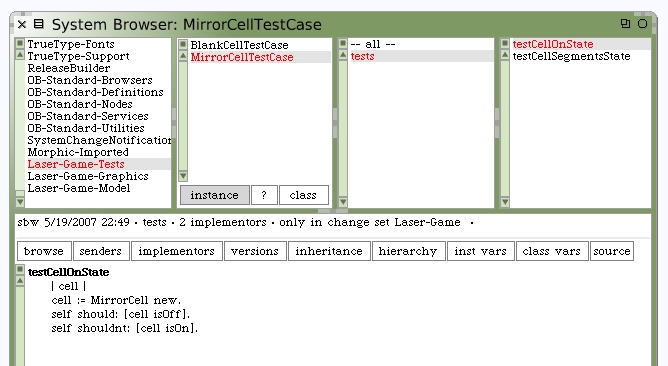 System Browser: MirrorCellTestCase
TrueType-Fonts
TrueType-Support
ReleaseBuilder
OB-Standard-Browsers
OB-Standard-Definitions
OB-Standard-Nodes
OB-Standard-Services
OB-Standard-Utilities
SystemChangeNotification
Morphic-Imported
Laser-Game-Tests
Laser-Game-Graphics
Laser-Game-Model
BlankCellTestCase
MirrorCellTestCase
instance ? class
-- all --
tests
testCellOnState
testCellSegmentsState
sbw 5/19/2007 22:49 · tests · 2 implementors · only in change set Laser-Game ·
browse senders implementors versions inheritance hierarchy inst vars class vars source
testCellOnState
| cell |
cell := MirrorCell new.
self should: [cell isOff].
self shouldnt: [cell isOn].